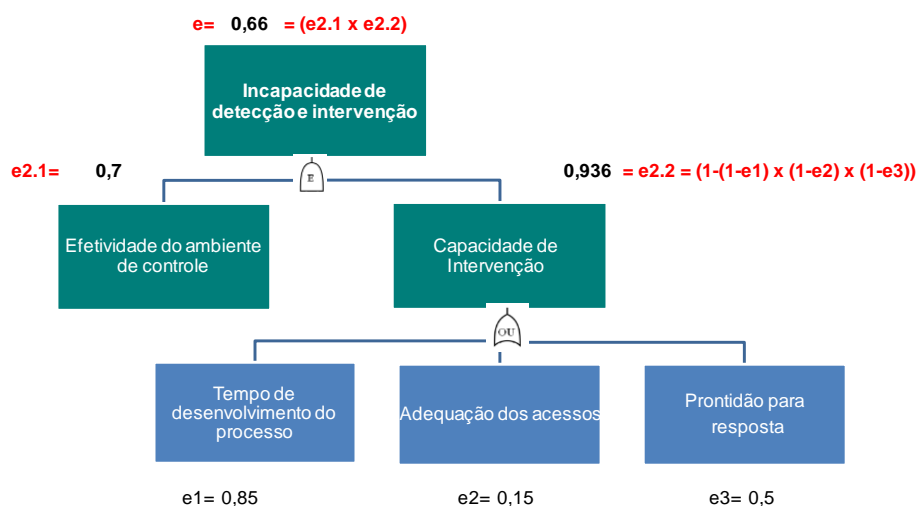 e= 0,66 = (e2.1 x e2.2)
Incapacidade de
detecção e intervenção
e2.1= 0,7
E
0,936 = e2.2 = (1-(1-e1) x (1-e2) x (1-e3))
Efetividade do ambiente
de controle
Capacidade de
Intervenção
OU
Tempo de
desenvolvimento do
processo
Adequação dos acessos
Prontidão para
resposta
e1= 0,85
e2= 0,15
e3= 0,5